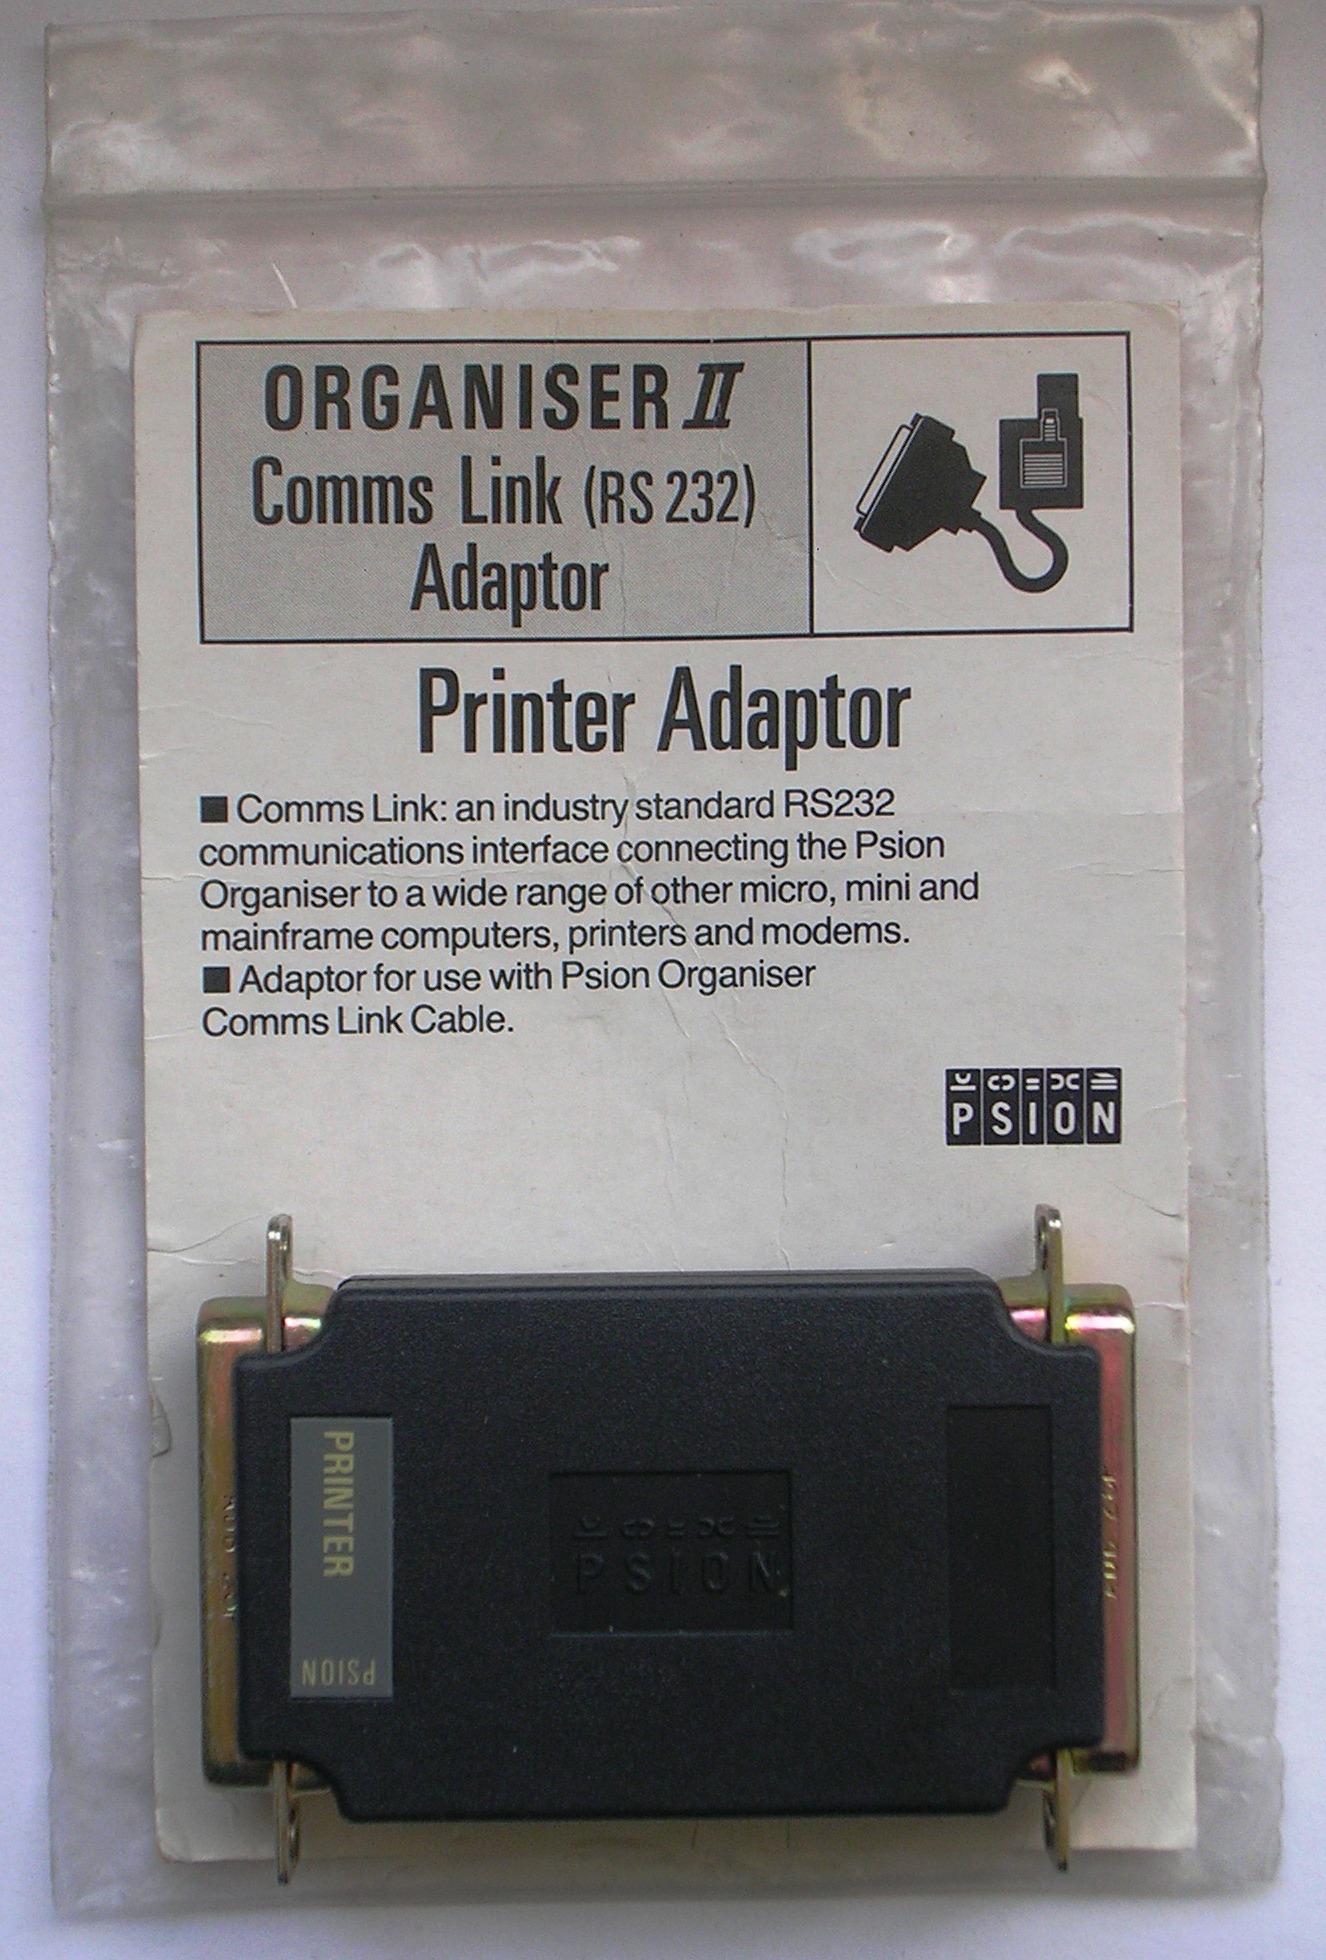 ORGANISER II
Comms Link (RS 232)
Adaptor
Printer Adaptor
■ Comms Link: an industry standard RS232
communications interface connecting the Psion
Organiser to a wide range of other micro, mini and
mainframe computers, printers and modems.
■ Adaptor for use with Psion Organiser
Comms Link Cable.
PSION
PRINTER
PSION
PSION